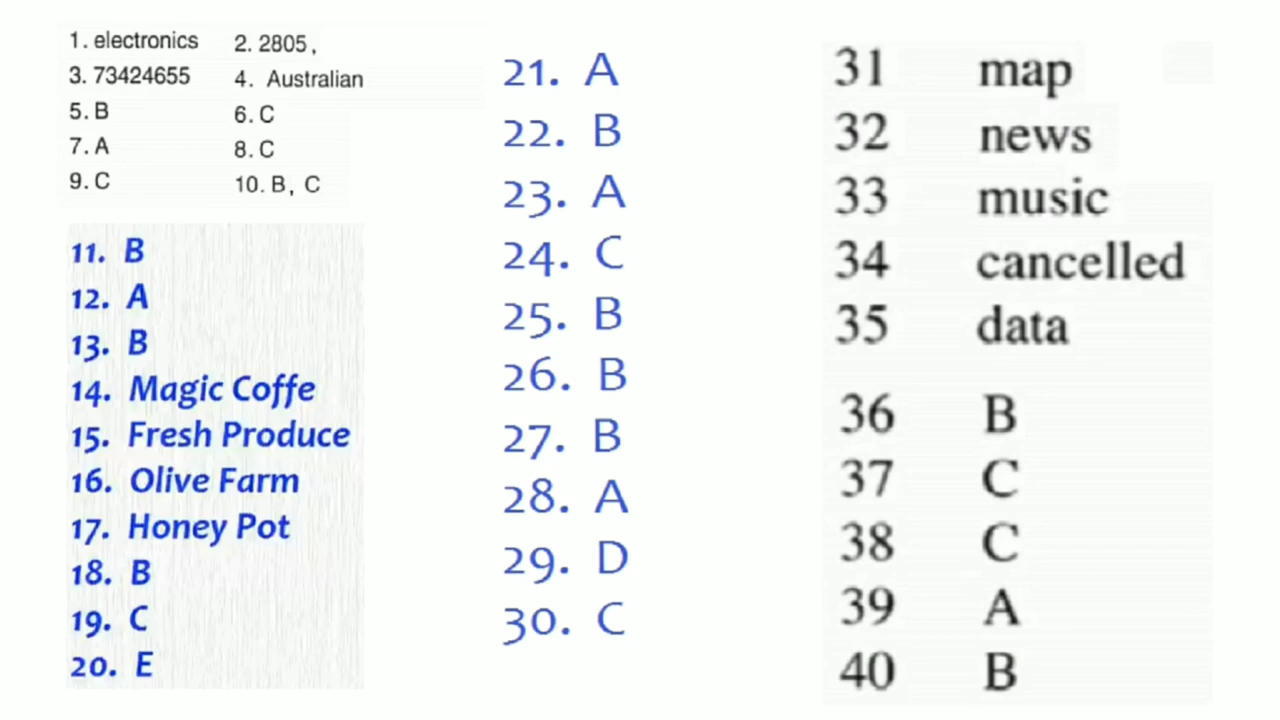 1. electronics 2. 2805,
3. 73424655 4. Australian
5. B 6. C
7. A 8. C
9. C 10. B, C
11. B
12. A
13. B
14. Magic Coffe
15. Fresh Produce
16. Olive Farm
17. Honey Pot
18. B
19. C
20. E
21. A
22. B
23. A
24. C
25. B
26. B
27. B
28. A
29. D
30. C
31 map
32 news
33 music
34 cancelled
35 data
36 B
37 C
38 C
39 A
40 B